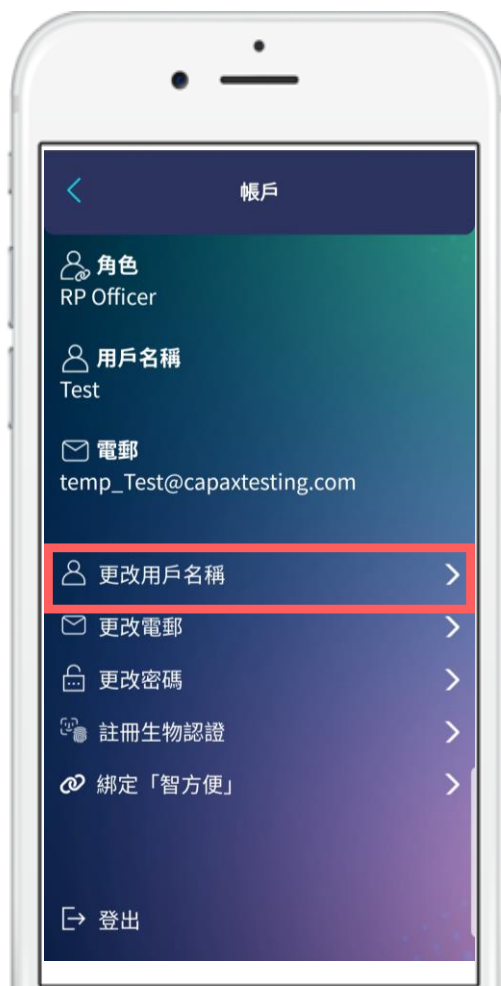 帳戶
角色
RP Officer
用戶名稱
Test
電郵
temp_Test@capaxtesting.com
更改用戶名稱
更改電郵
更改密碼
註冊生物認證
綁定「智方便」
登出